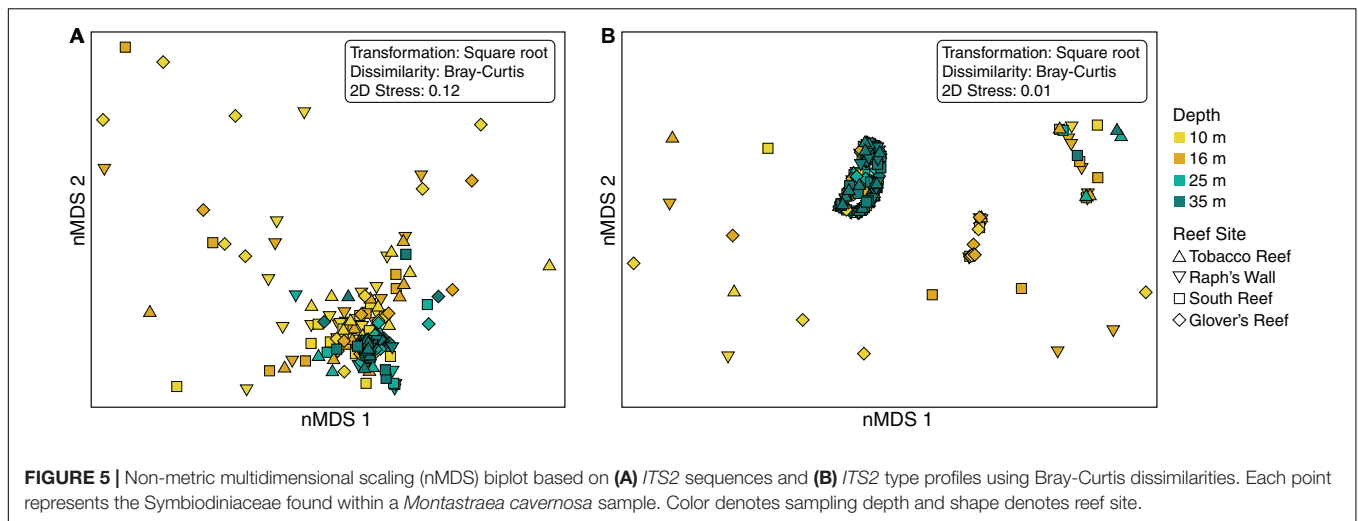 A
Transformation: Square root
Dissimilarity: Bray-Curtis
2D Stress: 0.12
nMDS 2
nMDS 1
B
Transformation: Square root
Dissimilarity: Bray-Curtis
2D Stress: 0.01
nMDS 2
nMDS 1
Depth
10 m
16 m
25 m
35 m
Reef Site
Tobacco Reef
Raph's Wall
South Reef
Glover's Reef
FIGURE 5 | Non-metric multidimensional scaling (nMDS) biplot based on (A) ITS2 sequences and (B) ITS2 type profiles using Bray-Curtis dissimilarities. Each point
represents the Symbiodiniaceae found within a Montastraea cavernosa sample. Color denotes sampling depth and shape denotes reef site.